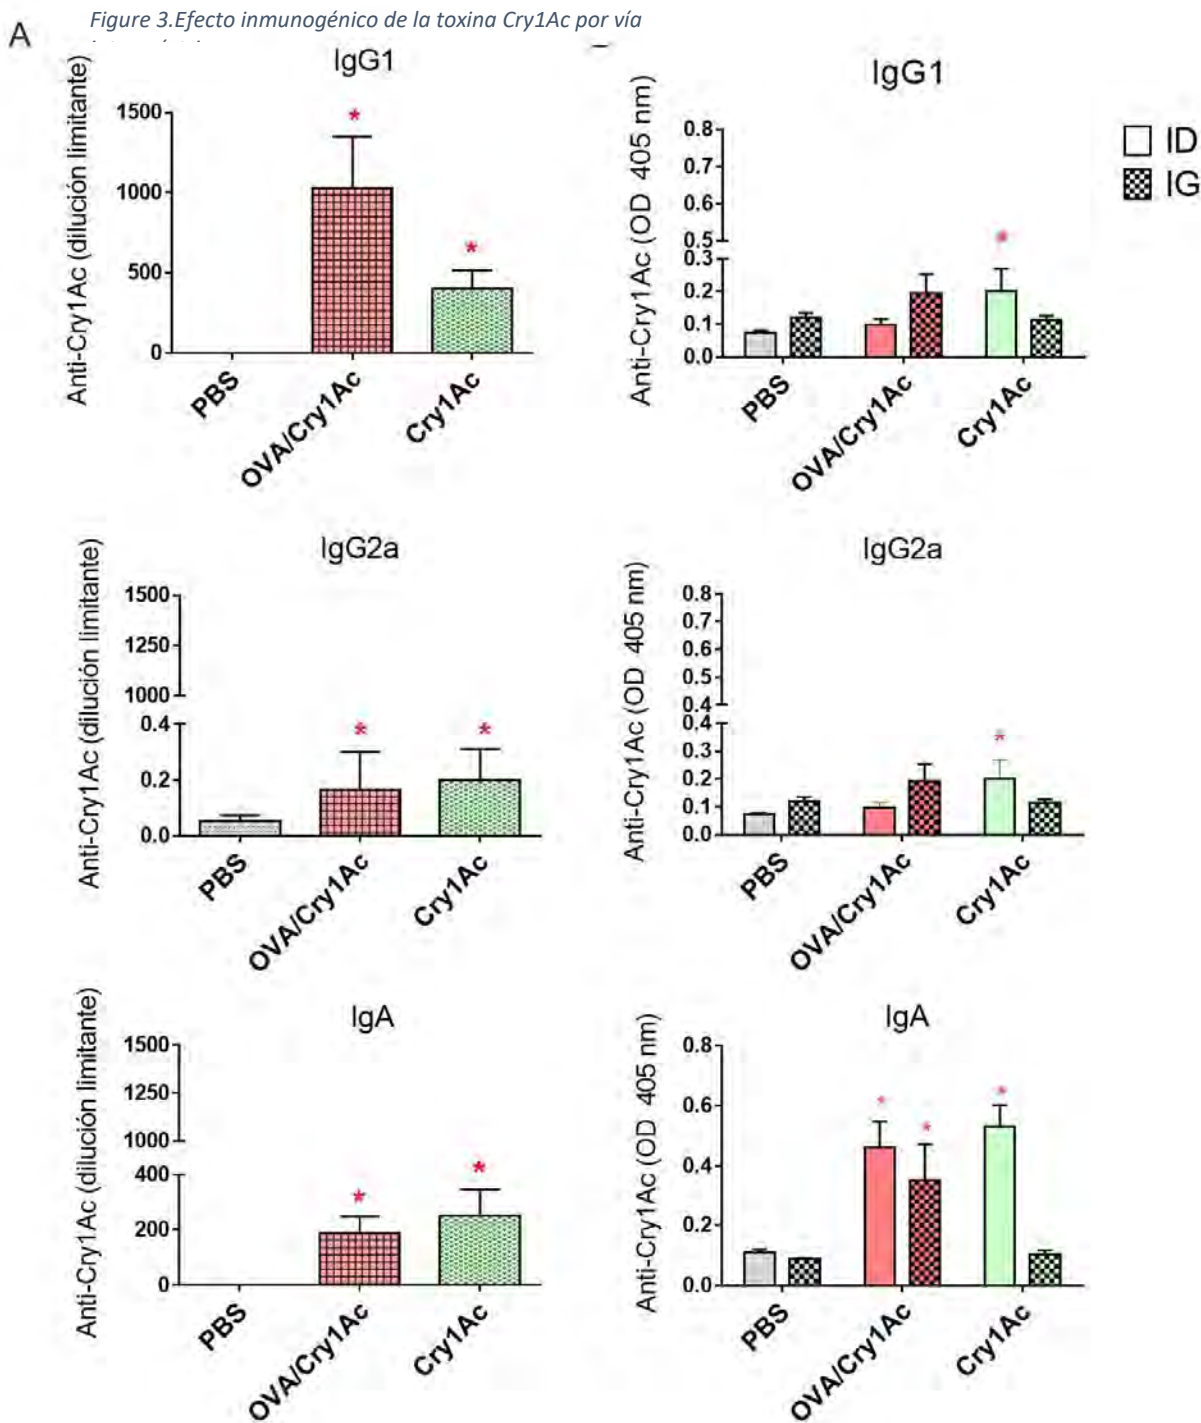 Figure 3.Efecto inmunogénico de la toxina Cry1Ac por vía
A
IgG1
Anti-Cry1Ac (dilución limitante)
1500
1000
500
0
PBS
OVA/Cry1Ac
Cry1Ac
*
*
IgG1
Anti-Cry1Ac (OD 405 nm)
0.8
0.7
0.6
0.5
0.3
0.2
0.1
0.0
PBS
OVA/Cry1Ac
Cry1Ac
*
ID
IG
IgG2a
Anti-Cry1Ac (dilución limitante)
1500
1250
1000
0.4
0.2
0.0
PBS
OVA/Cry1Ac
Cry1Ac
*
*
IgG2a
Anti-Cry1Ac (OD 405 nm)
0.8
0.7
0.6
0.5
0.4
0.4
0.3
0.2
0.1
0.0
PBS
OVA/Cry1Ac
Cry1Ac
*
IgA
Anti-Cry1Ac (dilución limitante)
1500
1250
1000
400
200
0
PBS
OVA/Cry1Ac
Cry1Ac
*
*
IgA
Anti-Cry1Ac (OD 405 nm)
0.8
0.6
0.4
0.2
0.0
PBS
OVA/Cry1Ac
Cry1Ac
*
*
*